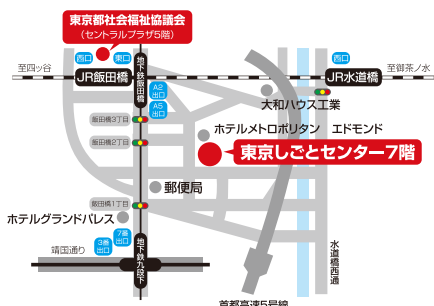 東京都社会福祉協議会
(セントラルプラザ5階)
西口
東口
西口
至四ッ谷
JR飯田橋
地下鉄飯田橋
JR水道橋
至御茶ノ水
A2
出口
A5
出口
大和ハウス工業
飯田橋3丁目
ホテルメトロポリタン エドモンド
飯田橋2丁目
東京しごとセンター7階
郵便局
飯田橋1丁目
ホテルグランドパレス
7番
出口
3番
出口
靖国通り
地下鉄九段下
水道橋西通
首都高速5号線